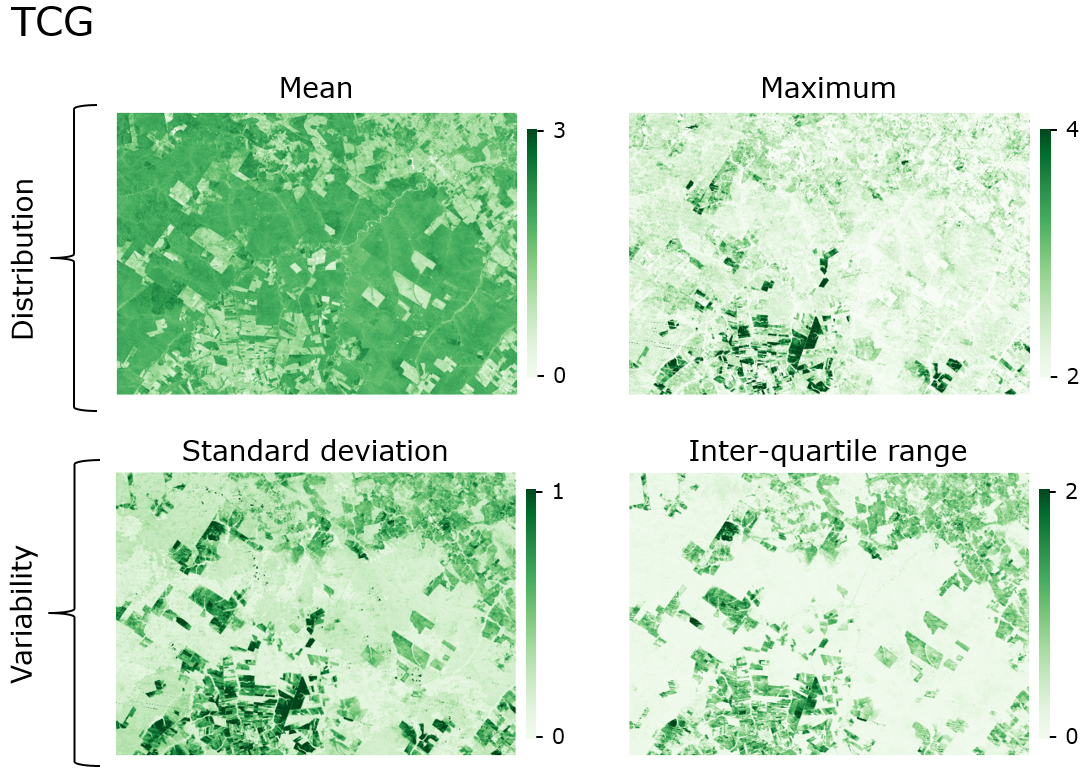 TCG
Mean
Maximum
Distribution
3
0
4
2
Standard deviation
Inter-quartile range
Variability
1
0
2
0